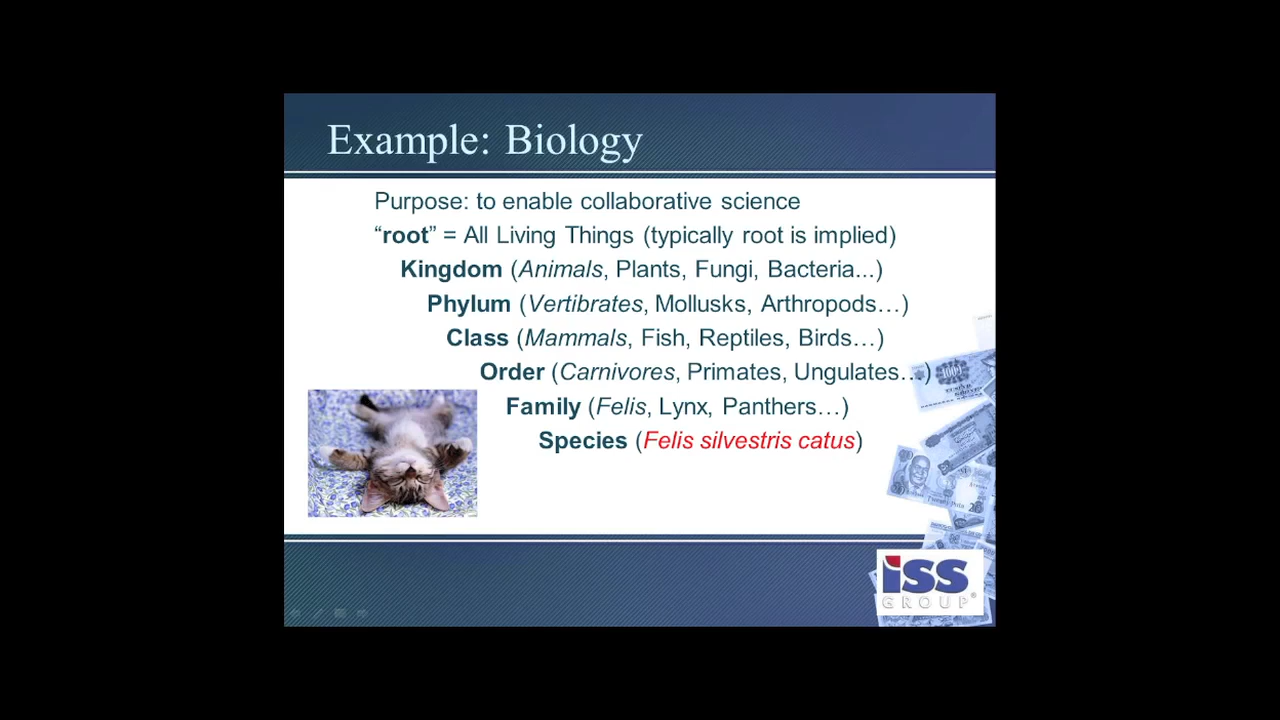 Example: Biology
Purpose: to enable collaborative science
“root” = All Living Things (typically root is implied)
Kingdom (Animals, Plants, Fungi, Bacteria...)
Phylum (Vertibrates, Mollusks, Arthropods…)
Class (Mammals, Fish, Reptiles, Birds…)
Order (Carnivores, Primates, Ungulates…)
Family (Felis, Lynx, Panthers…)
Species (Felis silvestris catus)
iSS
GROUP®